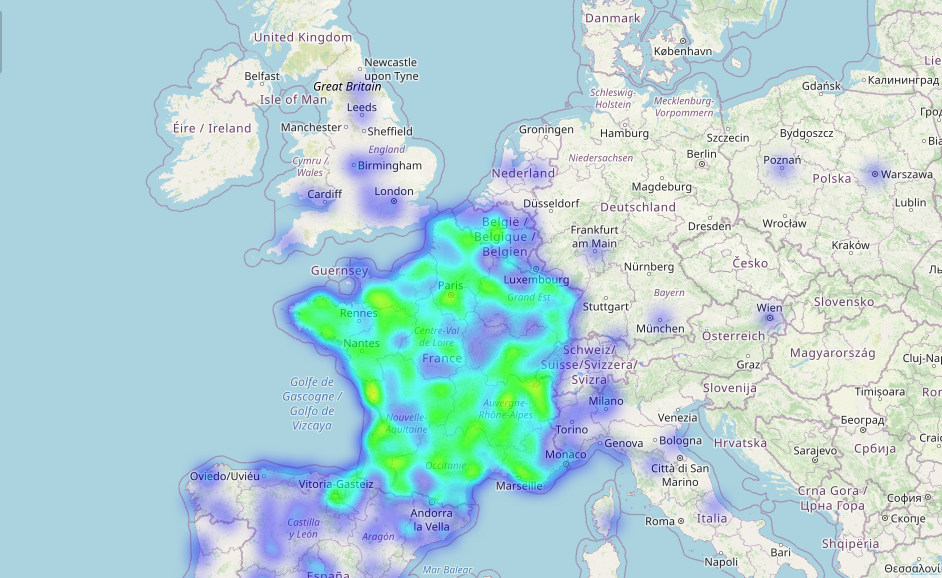 Danmark
United Kingdom
København
Newcastle
upon Tyne
Belfast
Great Britain
Isle of Man
Leeds
Schleswig-
Holstein
Mecklenburg-
Vorpommern
Gdańsk
Калининград
Éire / Ireland
Manchester
Sheffield
England
Groningen
Hamburg
Szczecin
Bydgoszcz
Cymru /
Wales
Birmingham
Niedersachsen
Berlin
Poznań
Nederland
Polska
Warszawa
Cardiff
London
Magdeburg
Düsseldorf
Deutschland
Lublin
België /
Belgique /
Belgien
Frankfurt
am Main
Dresden
Wrocław
Kraków
Guernsey
Luxembourg
Nürnberg
Česko
Paris
Grand Est
Bayern
Slovensko
Rennes
Stuttgart
Wien
München
Österreich
Centre-Val
de Loire
Nantes
France
Schweiz/
Suisse/Svizzera/
Svizra
Magyarország
Graz
Golfe de
Gascogne /
Golfo de
Vizcaya
Slovenija
Timișoara
Auvergne-
Rhône-Alpes
Milano
Nouvelle-
Aquitaine
Torino
Venezia
Београд
Genova
Bologna
Hrvatska
Monaco
Sarajevo
Србија
Occitanie
Città di San
Marino
Oviedo/Uviéu
Vitoria-Gasteiz
Marseille
Crna Gora /
Црна Гора
София
Andorra
la Vella
Castilla
y León
Aragón
Roma
Italia
Скопје
Shqipëria
Bari
Napoli
Mar Balear
España
Θεσσαλονί